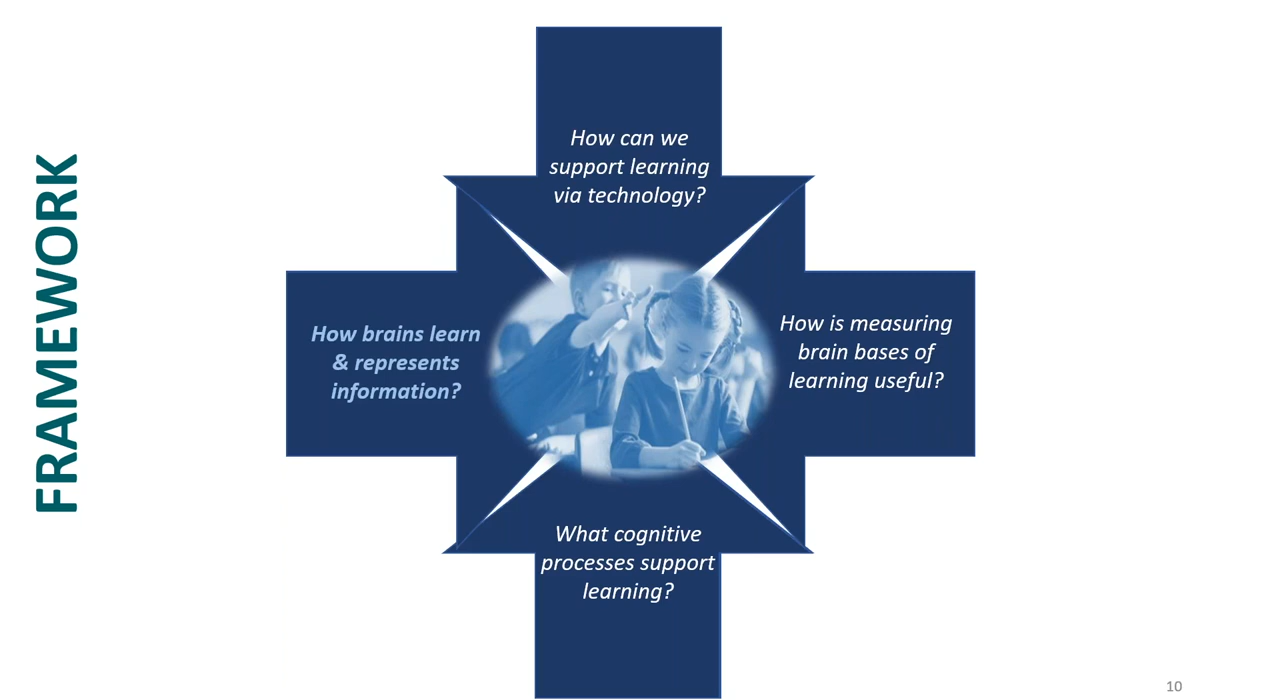 FRAMEWORK
How can we
support learning
via technology?
How brains learn
& represents
information?
How is measuring
brain bases of
learning useful?
What cognitive
processes support
learning?
10